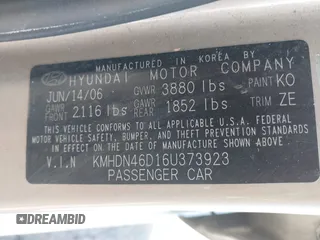 MANUFACTURED IN KOREA BY
HYUNDAI MOTOR COMPANY
JUN/14/06 GVWR 3880 lbs PAINT KO
GAWR FRONT 2116 lbs GAWR REAR 1852 lbs TRIM ZE
THIS VEHICLE CONFORMS TO ALL APPLICABLE U.S.A. FEDERAL
MOTOR VEHICLE SAFETY, BUMPER, AND THEFT PREVENTION STANDARDS
IN EFFECT ON THE DATE OF MANUFACTURE SHOWN ABOVE.
V.I.N KMHDN46D16U373923
PASSENGER CAR
DREAMBID